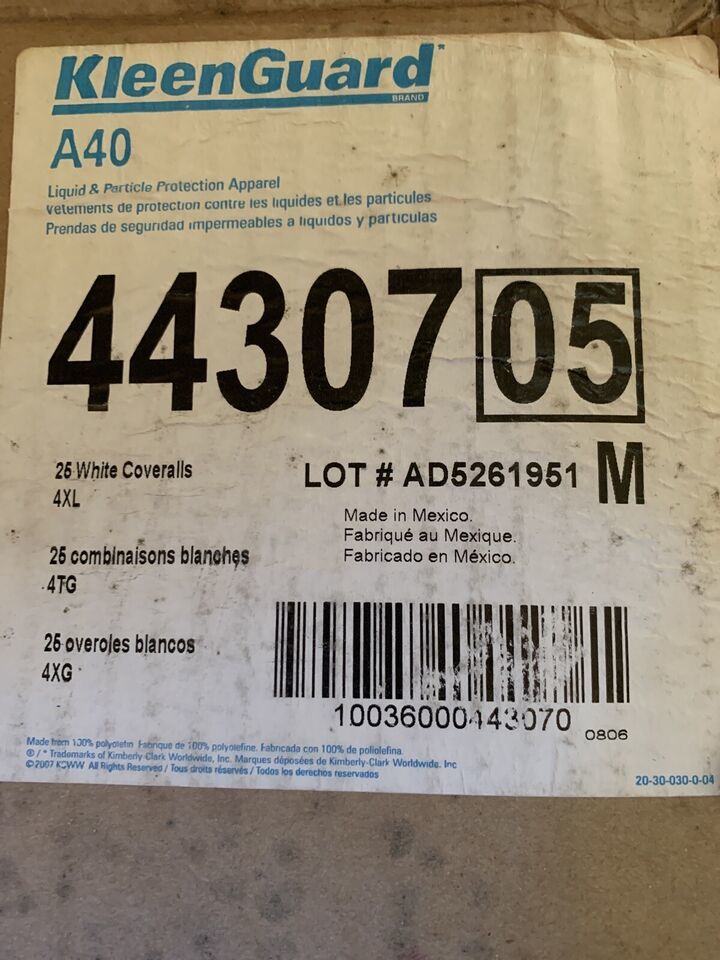 KleenGuard*
BRAND
A40
Liquid & Particle Protection Apparel
Vetements de protection contre les liquides et les particules
Prendas de seguridad impermeables a liquidos y particulas
44307 05
LOT # AD5261951 M
25 White Coveralls
4XL
Made in Mexico.
Fabriqué au Mexique.
Fabricado en México.
25 combinaisons blanches
4TG
25 overoles blancos
4XG
10036000443070 0806
Made from 100% polyolefin Fabrique de 100% polyolefine. Fabricada con 100% de poliolefina.
® / * Trademarks of Kimberly-Clark Worldwide, Inc. Marques déposées de Kimberly-Clark Worldwide. Inc
©2007 KCWW All Rights Reserved / Tous droits réservés / Todos los derechos reservados
20-30-030-0-04